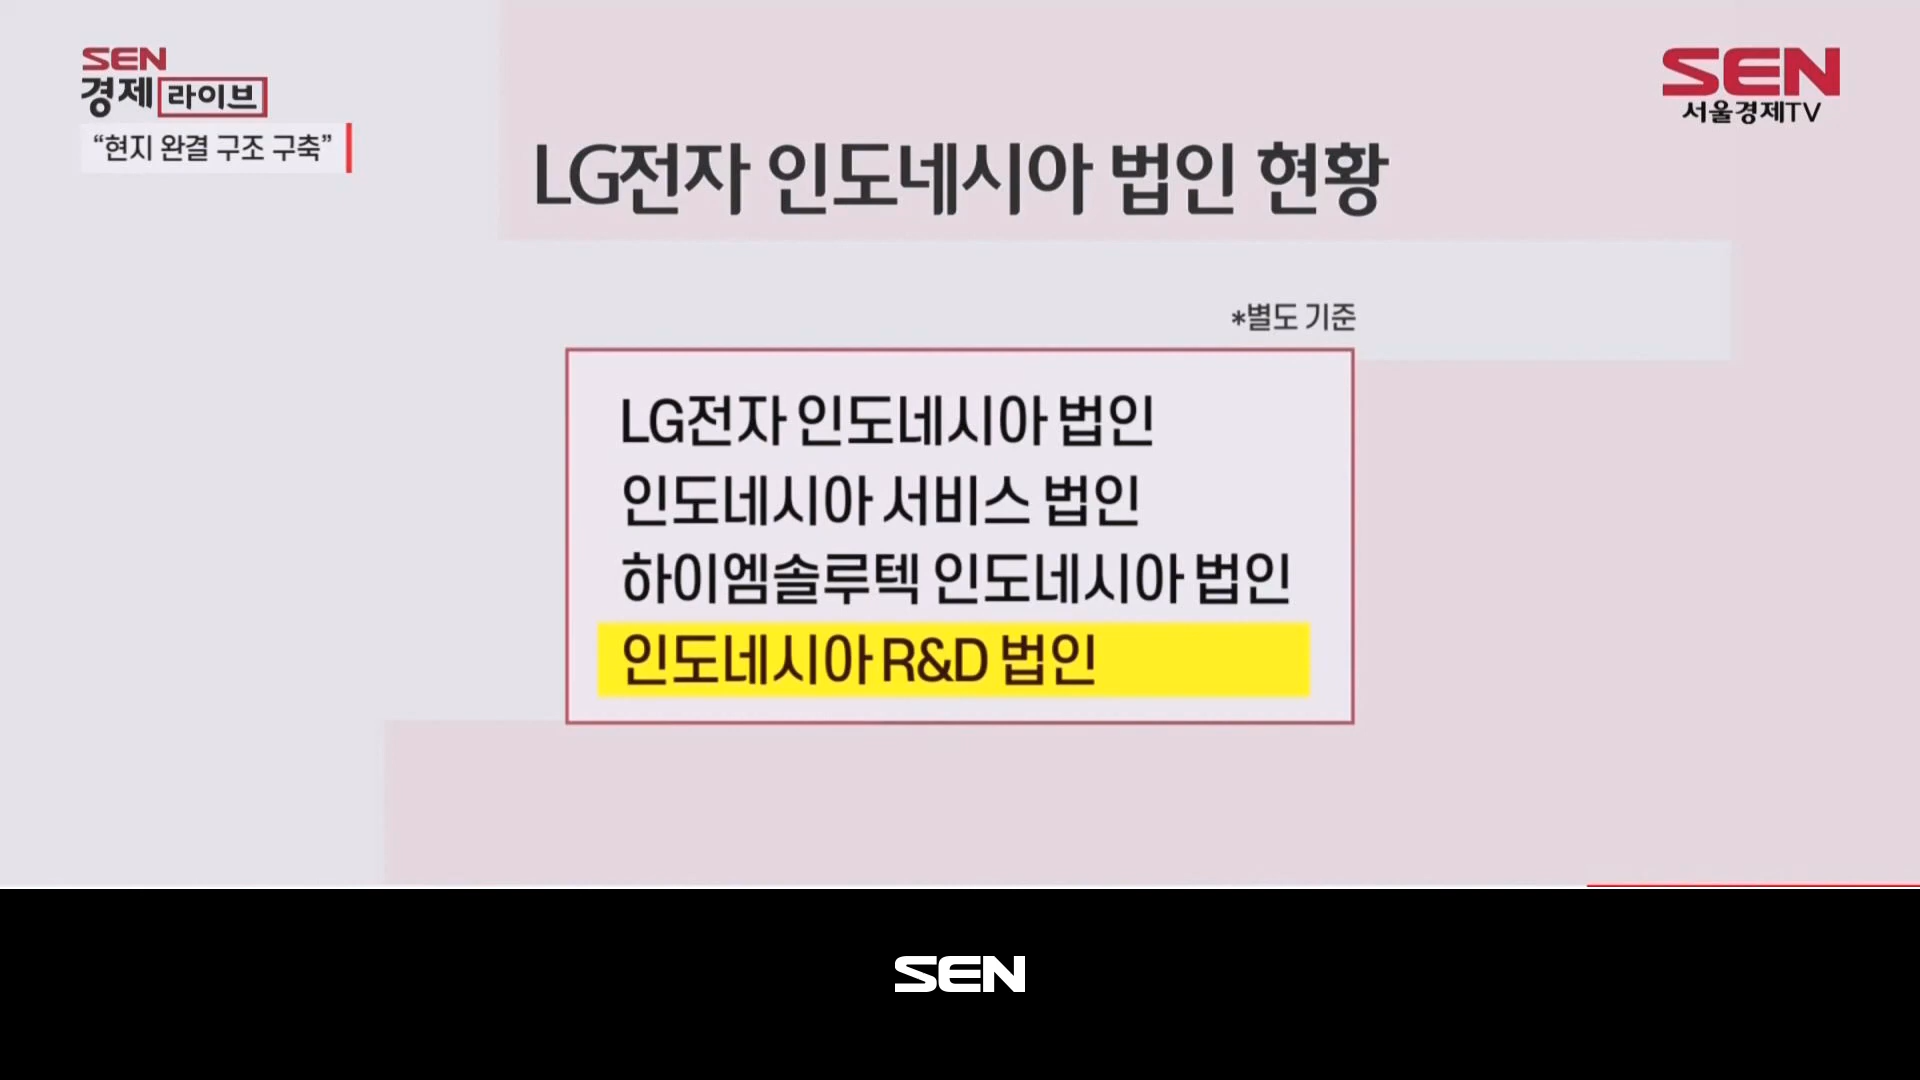 SEN
경제 라이브
“현지 완결 구조 구축”
SEN
서울경제TV
LG전자 인도네시아 법인 현황
*별도 기준
LG전자 인도네시아 법인
인도네시아 서비스 법인
하이엠솔루텍 인도네시아 법인
인도네시아 R&D 법인
SEN